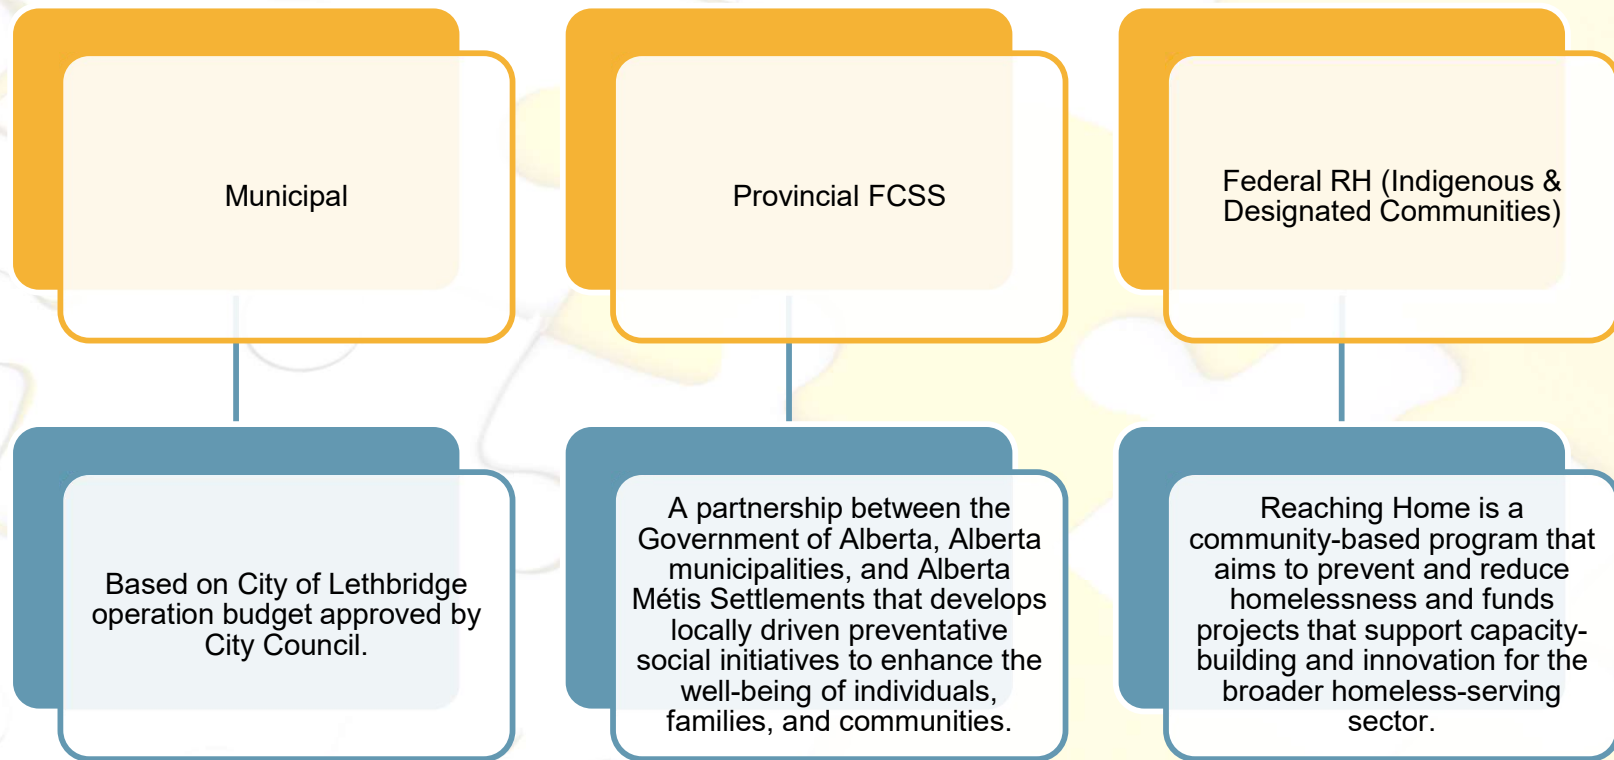 Municipal
Provincial FCSS
Federal RH (Indigenous &
Designated Communities)
Based on City of Lethbridge
operation budget approved by
City Council.
A partnership between the
Government of Alberta, Alberta
municipalities, and Alberta
Métis Settlements that develops
locally driven preventative
social initiatives to enhance the
well-being of individuals,
families, and communities.
Reaching Home is a
community-based program that
aims to prevent and reduce
homelessness and funds
projects that support capacity-
building and innovation for the
broader homeless-serving
sector.